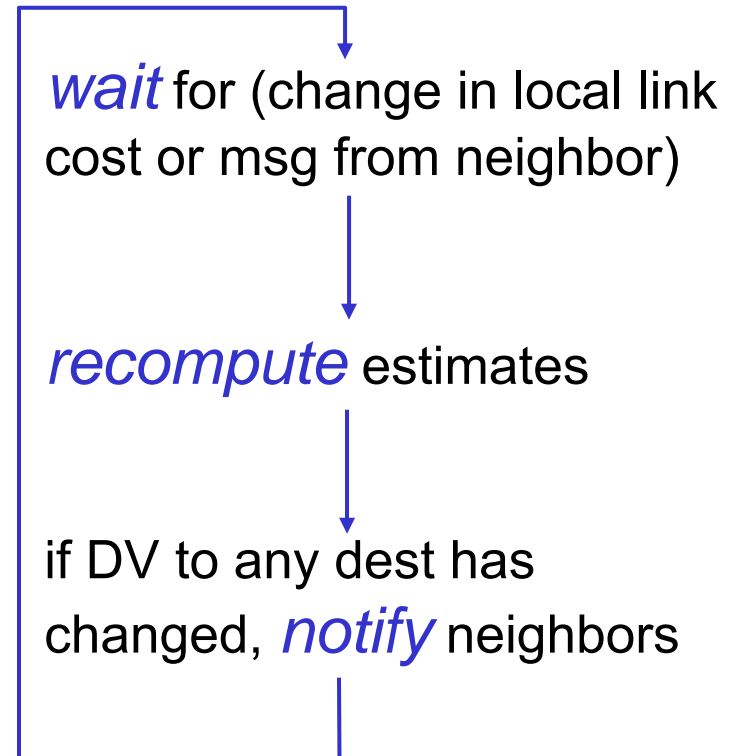 wait for (change in local link
cost or msg from neighbor)
recompute estimates
if DV to any dest has
changed, notify neighbors